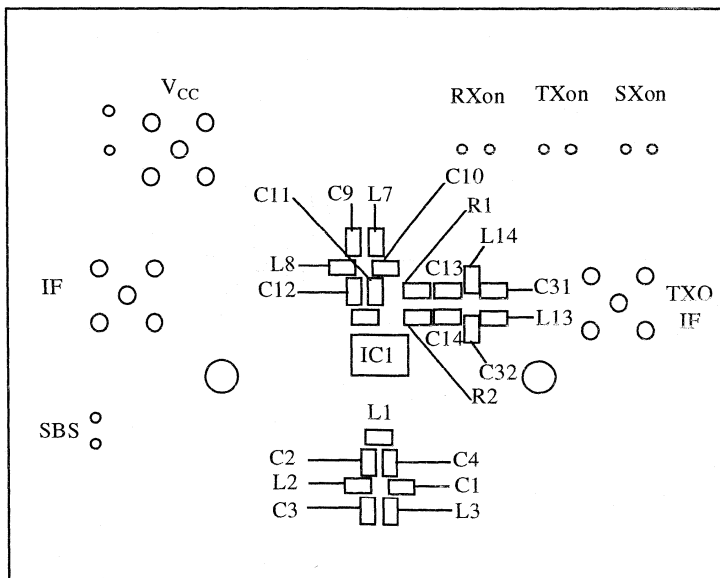 V_CC
RXon TXon SXon
C11 C9 L7 C10
R1
L14
IF
L8
C12
C13
C31
TXO
IF
L13
C14
IC1
C32
R2
SBS
L1
C2 C4
L2 C1
C3 L3